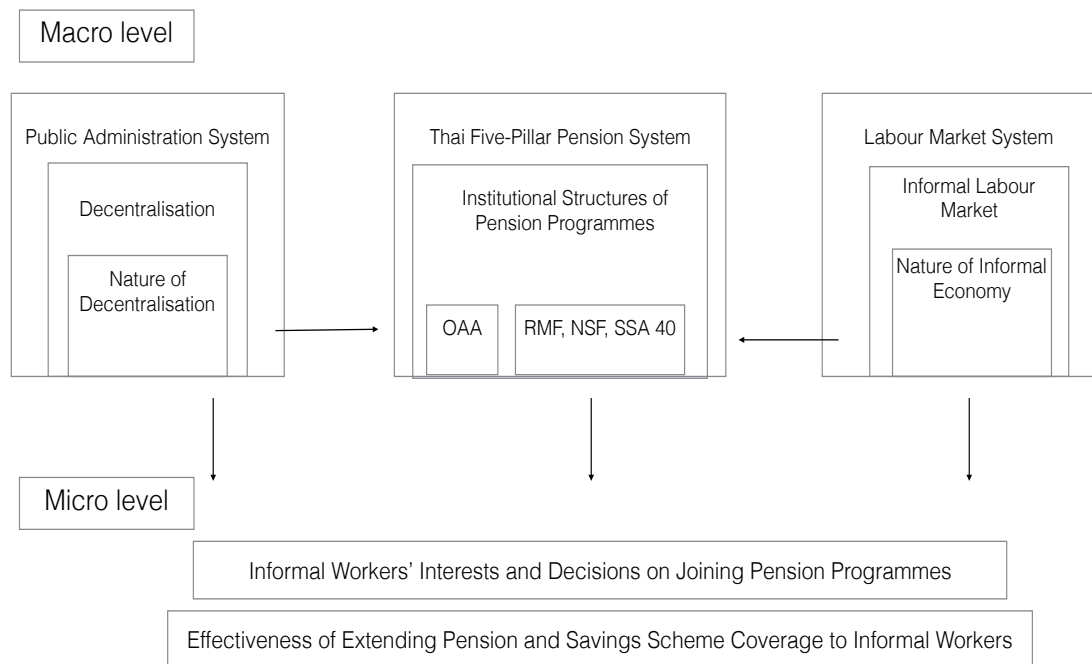 Macro level
Public Administration System
Decentralisation
Nature of
Decentralisation
Thai Five-Pillar Pension System
Institutional Structures of
Pension Programmes
OAA
RMF, NSF, SSA 40
Labour Market System
Informal Labour
Market
Nature of Informal
Economy
Micro level
Informal Workers’ Interests and Decisions on Joining Pension Programmes
Effectiveness of Extending Pension and Savings Scheme Coverage to Informal Workers